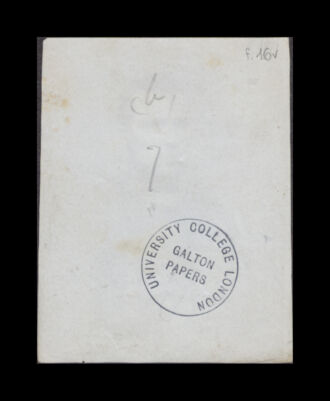 f. 16v
7
UNIVERSITY COLLEGE LONDON
GALTON
PAPERS